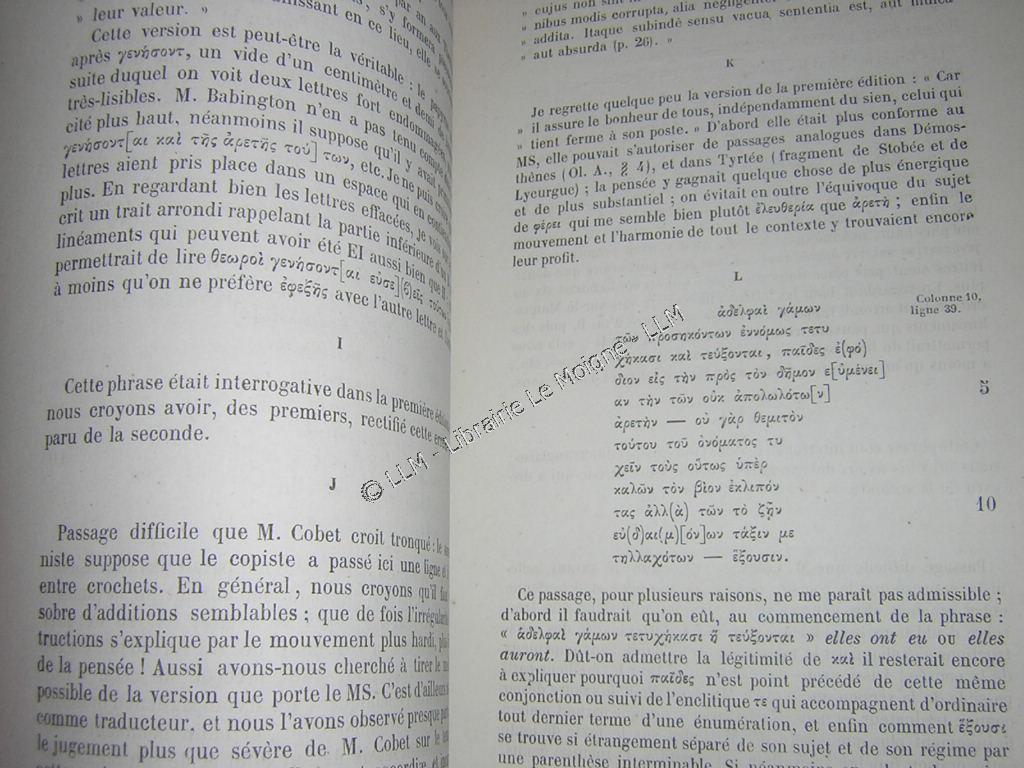 » leur valeur. »
Cette version est peut-être la véritable : le
après γενήσοντ, un vide d'un centimètre et demi
suite duquel on voit deux lettres fort endommagées
très-lisibles. M. Babington n'en a pas tenu
cité plus haut, néanmoins il suppose qu'il y avait
γενήσοντ[αι καὶ τῆς ἀρετῆς τοῦ] των, etc. Je ne puis
lettres aient pris place dans un espace qui en
plus. En regardant bien les lettres effacées, je
crit un trait arrondi rappelant la partie inférieure d'un
linéaments qui peuvent avoir été EI aussi bien que
permettrait de lire θεωροὶ γενήσοντ[αι εὐσε](β)εῖς
à moins qu'on ne préfère ἐφεξῆς avec l'autre lettre et
I
Cette phrase était interrogative dans la première
nous croyons avoir, des premiers, rectifié cette
paru de la seconde.
J
Passage difficile que M. Cobet croit tronqué : le
niste suppose que le copiste a passé ici une ligne
entre crochets. En général, nous croyons qu'il
sobre d'additions semblables ; que de fois
tructions s'explique par le mouvement plus hardi,
de la pensée ! Aussi avons-nous cherché à tirer le
possible de la version que porte le MS. C'est d'ailleurs
comme traducteur, et nous l'avons observé presque
le jugement plus que sévère de M. Cobet sur le
» cujus non
» nibus modis corrupta, alia
» addita. Itaque subindè sensu vacua sententia est, aut
» aut absurda (p. 26). »
K
Je regrette quelque peu la version de la première édition : « Car
» il assure le bonheur de tous, indépendamment du sien, celui qui
» tient ferme à son poste. » D'abord elle était plus conforme au
MS, elle pouvait s'autoriser de passages analogues dans Démos-
thènes (Ol. A., § 4), et dans Tyrtée (fragment de Stobée et de
Lycurgue) ; la pensée y gagnait quelque chose de plus énergique
et de plus substantiel ; on évitait en outre l'équivoque du sujet
de φέρει qui me semble bien plutôt ἐλευθερία que ἀρετὴ ; enfin le
mouvement et l'harmonie de tout le contexte y trouvaient encore
leur profit.
L
Colonne 10,
ligne 39.
ἀδελφαὶ γάμων
τῶν προσηκόντων ἐννόμως τετυ
χήκασι καὶ τεύξονται, παῖδες ἐ(φό)
διον εἰς τὴν πρὸς τὸν δῆμον ε[ὐμένει]
αν τὴν τῶν οὐκ ἀπολωλότω[ν] 5
ἀρετὴν — οὐ γὰρ θεμιτὸν
τούτου τοῦ ὀνόματος τυ
χεῖν τοὺς οὕτως ὑπὲρ
καλῶν τὸν βίον ἐκλιπόν
τας ἀλλ(ὰ) τῶν τὸ ζῆν 10
εὐ(δ)αι(μ)[όν]ων τάξιν με
τηλλαχότων — ἕξουσιν.
Ce passage, pour plusieurs raisons, ne me paraît pas admissible ;
d'abord il faudrait qu'on eût, au commencement de la phrase :
« ἀδελφαὶ γάμων τετυχήκασι ἢ τεύξονται » elles ont eu ou elles
auront. Dût-on admettre la légitimité de καὶ il resterait encore
à expliquer pourquoi παῖδες n'est point précédé de cette même
conjonction ou suivi de l'enclitique τε qui accompagnent d'ordinaire
tout dernier terme d'une énumération, et enfin comment ἕξουσι
se trouve si étrangement séparé de son sujet et de son régime par
une parenthèse interminable. Si néanmoins
© LLM - Librairie Le Moigne LLM